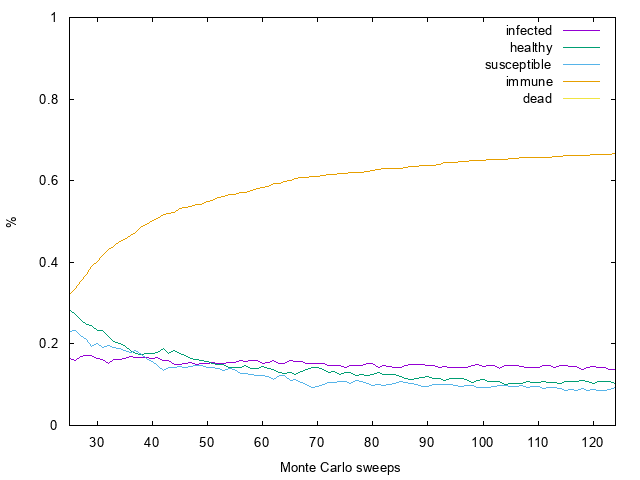 1
0.8
0.6
0.4
0.2
0
%
infected
healthy
susceptible
immune
dead
30 40 50 60 70 80 90 100 110 120
Monte Carlo sweeps